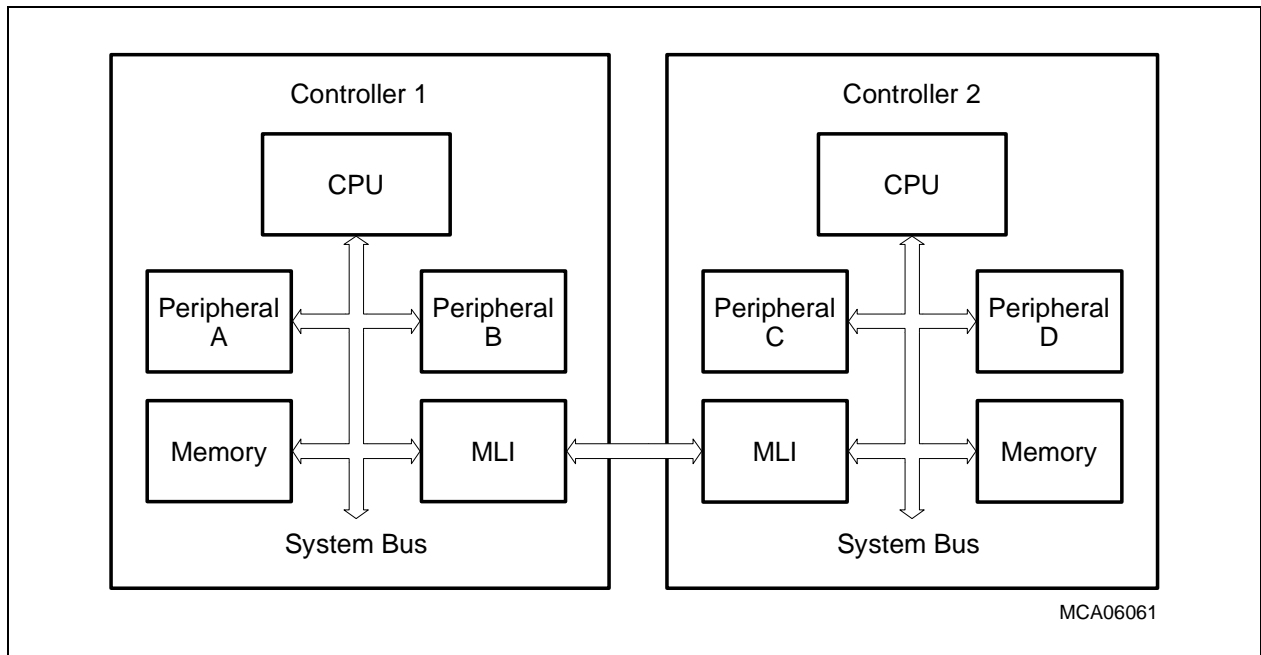 Controller 1
CPU
Peripheral
A
Peripheral
B
Memory
MLI
System Bus
Controller 2
CPU
Peripheral
C
Peripheral
D
MLI
Memory
System Bus
MCA06061